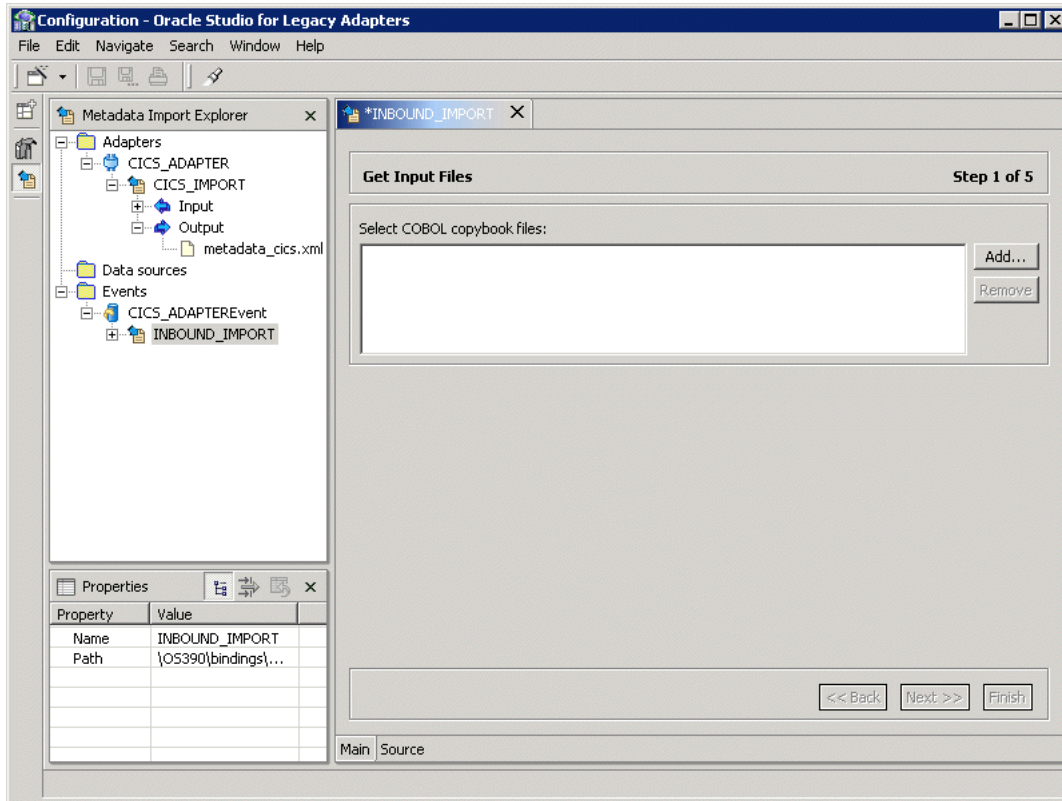 Configuration - Oracle Studio for Legacy Adapters
File Edit Navigate Search Window Help
Metadata Import Explorer
Adapters
CICS_ADAPTER
CICS_IMPORT
Input
Output
metadata_cics.xml
Data sources
Events
CICS_ADAPTEREvent
INBOUND_IMPORT
Properties
Property Value
Name INBOUND_IMPORT
Path \OS390\bindings\...
*INBOUND_IMPORT
Get Input Files Step 1 of 5
Select COBOL copybook files:
Add...
Remove
<< Back Next >> Finish
Main Source